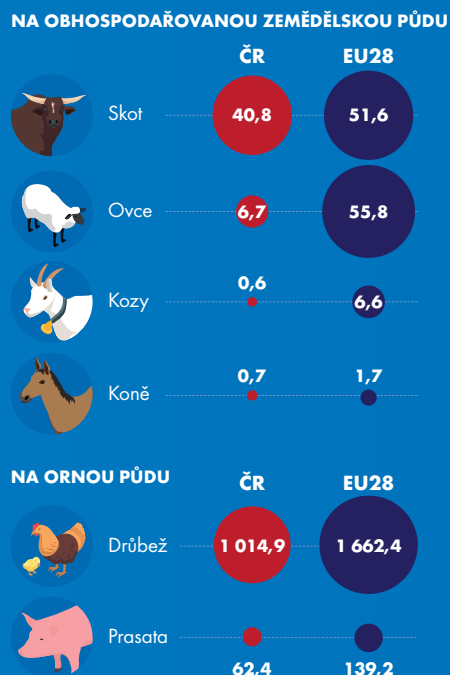 NA OBHOSPODAŘOVANOU ZEMĚDĚLSKOU PŮDU
ČR EU28
Skot 40,8 51,6
Ovce 6,7 55,8
Kozy 0,6 6,6
Koně 0,7 1,7
NA ORNOU PŮDU
ČR EU28
Drůbež 1 014,9 1 662,4
Prasata 62,4 139,2